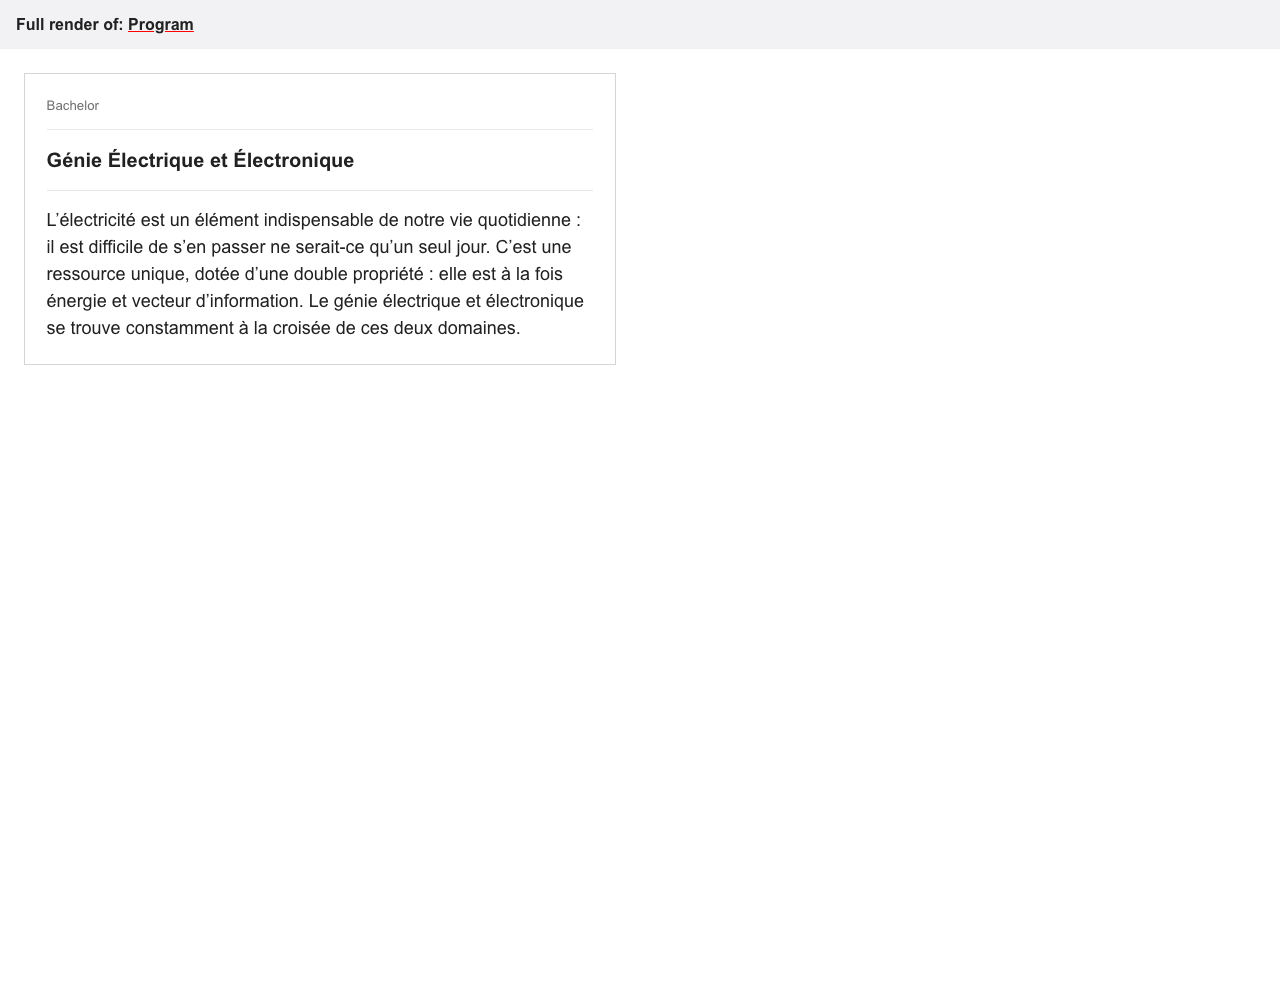 Full render of: Program
Bachelor
Génie Électrique et Électronique
L’électricité est un élément indispensable de notre vie quotidienne :
il est difficile de s’en passer ne serait-ce qu’un seul jour. C’est une
ressource unique, dotée d’une double propriété : elle est à la fois
énergie et vecteur d’information. Le génie électrique et électronique
se trouve constamment à la croisée de ces deux domaines.